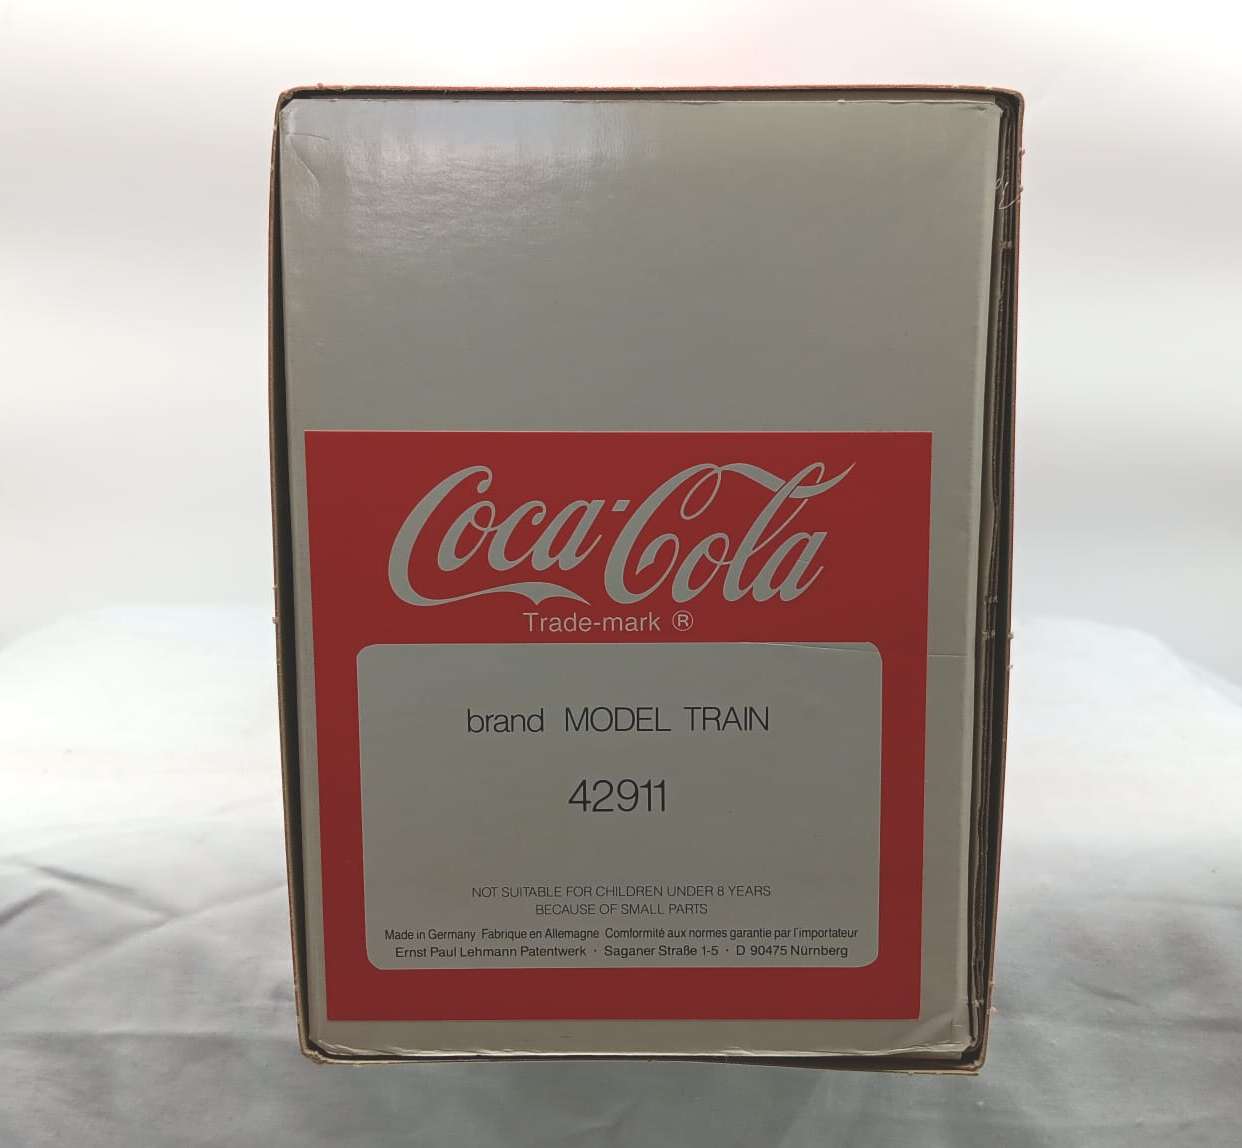 Coca-Cola
Trade-mark ®
brand MODEL TRAIN
42911
NOT SUITABLE FOR CHILDREN UNDER 8 YEARS
BECAUSE OF SMALL PARTS
Made in Germany Fabrique en Allemagne Comformité aux normes garantie par l'importateur
Ernst Paul Lehmann Patentwerk · Saganer Straße 1-5 · D 90475 Nürnberg